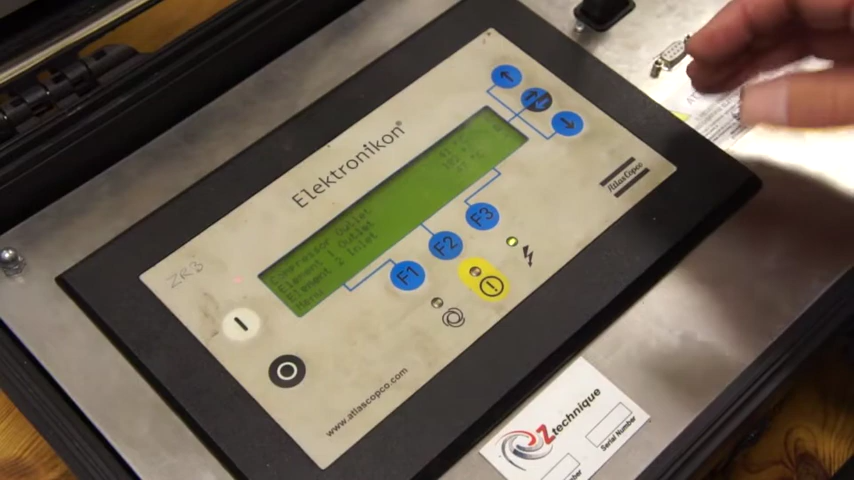 Elektronikon®
Compressor Outlet
Element 1 Outlet
Element 2 Inlet
Menu
F1
F2
F3
Atlas Copco
ZR3
www.atlascopco.com
Ztechnique
Serial Number